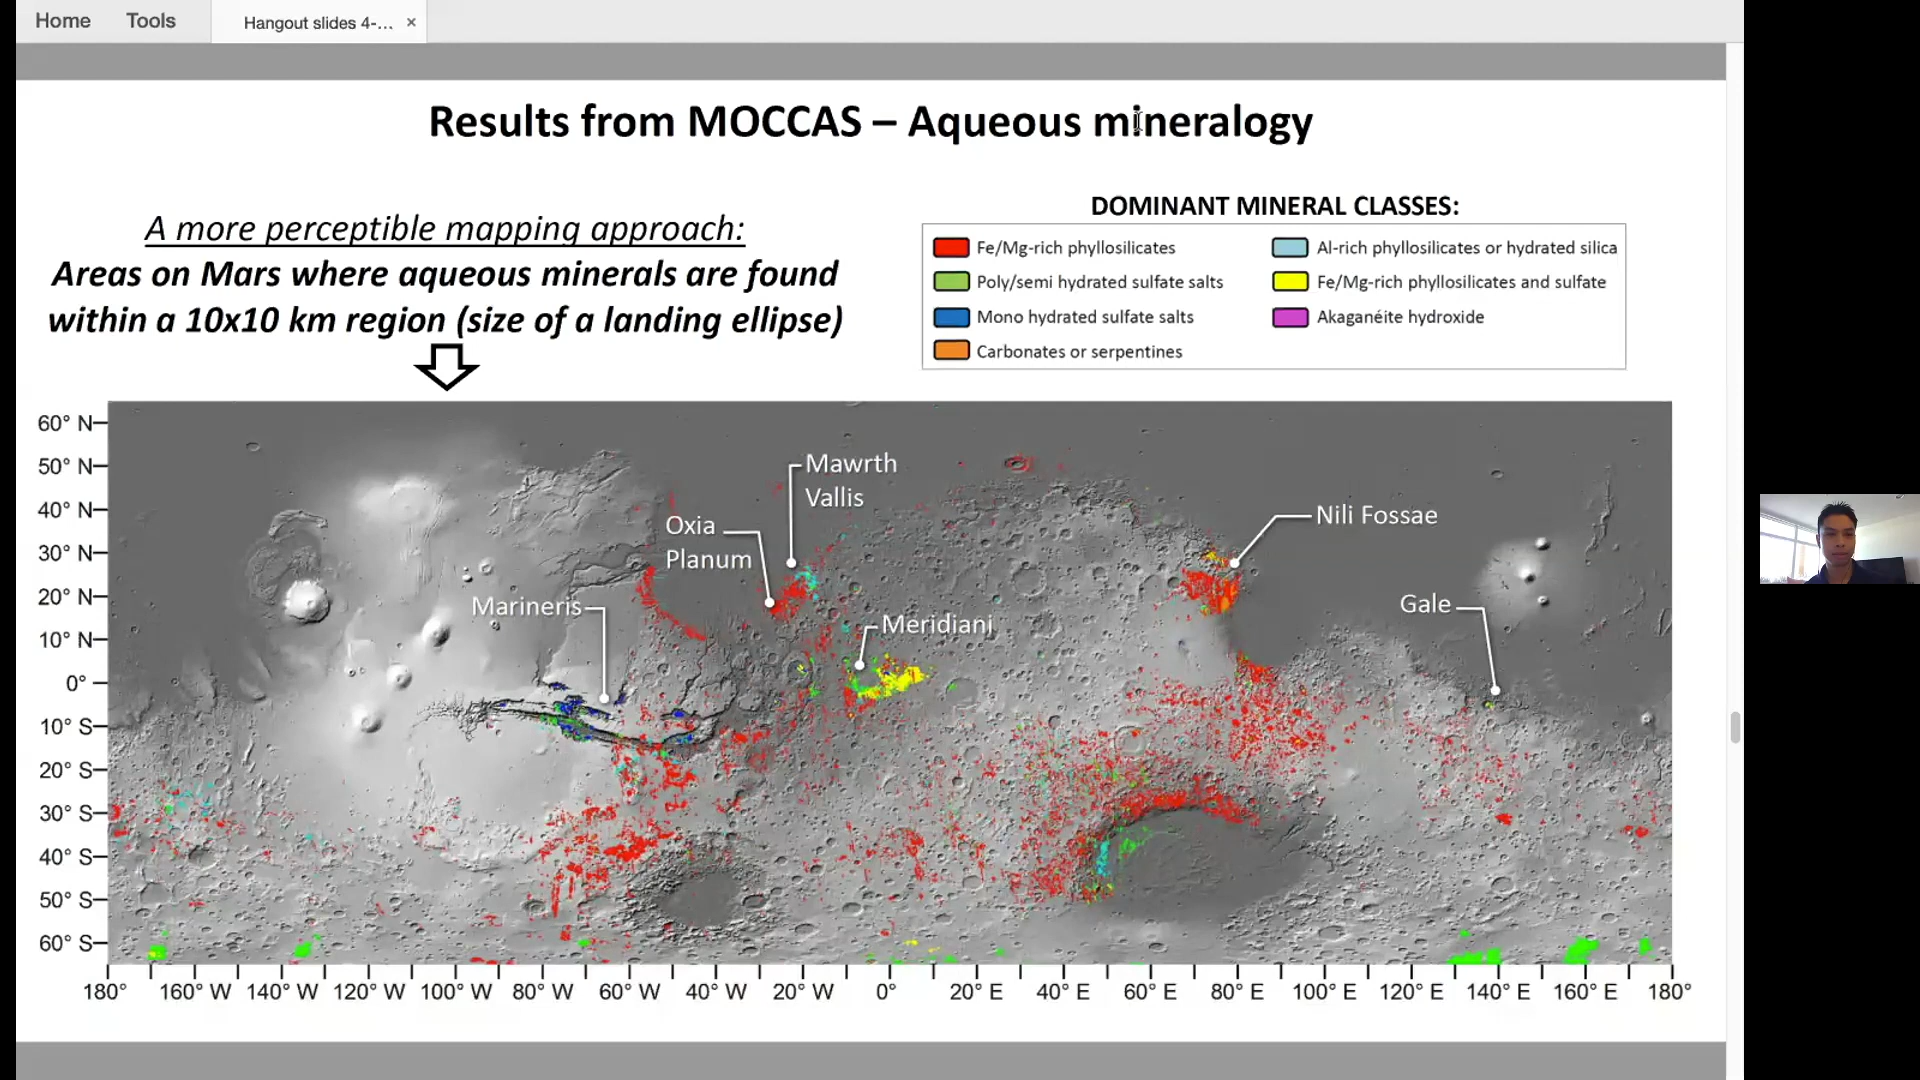 Home Tools Hangout slides 4-... ×
Results from MOCCAS – Aqueous mineralogy
A more perceptible mapping approach:
Areas on Mars where aqueous minerals are found
within a 10x10 km region (size of a landing ellipse)
DOMINANT MINERAL CLASSES:
Fe/Mg-rich phyllosilicates
Poly/semi hydrated sulfate salts
Mono hydrated sulfate salts
Carbonates or serpentines
Al-rich phyllosilicates or hydrated silica
Fe/Mg-rich phyllosilicates and sulfate
Akaganéite hydroxide
60° N
50° N
40° N
30° N
20° N
10° N
0°
10° S
20° S
30° S
40° S
50° S
60° S
Mawrth
Vallis
Oxia
Planum
Nili Fossae
Marineris
Meridiani
Gale
180° 160° W 140° W 120° W 100° W 80° W 60° W 40° W 20° W 0° 20° E 40° E 60° E 80° E 100° E 120° E 140° E 160° E 180°